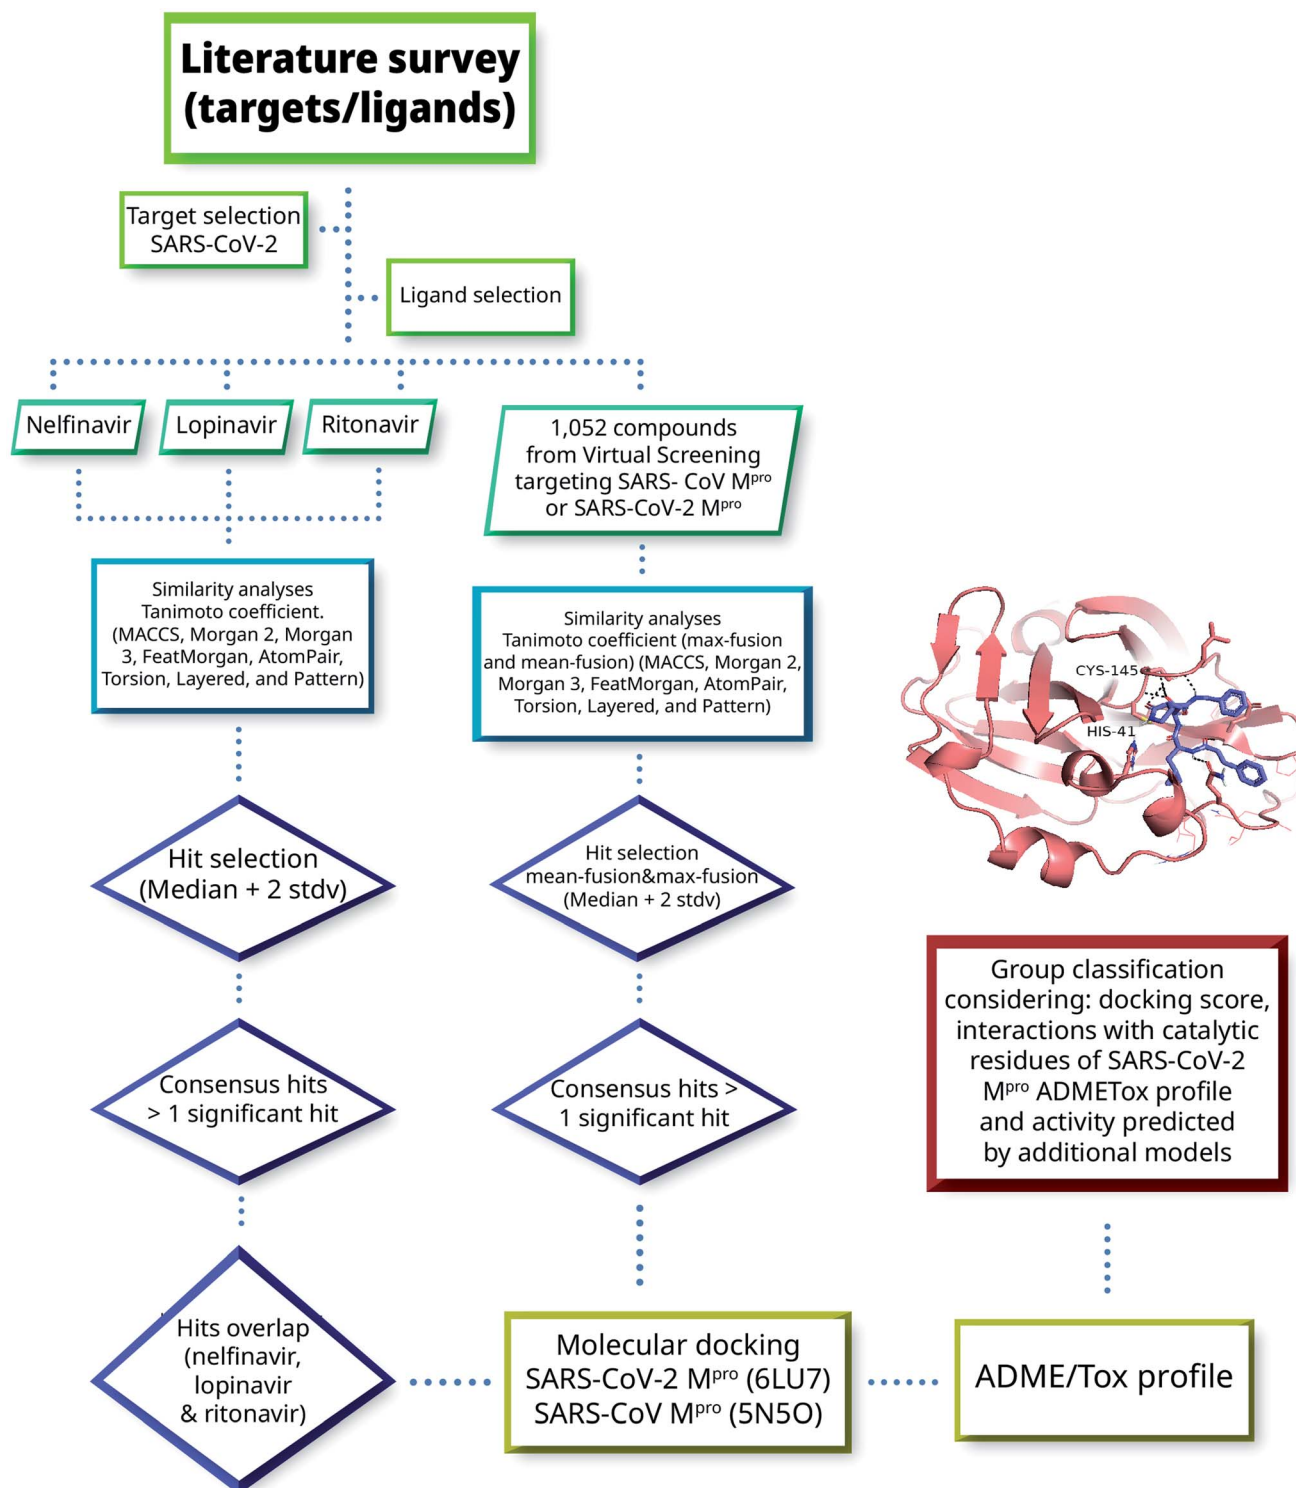 Literature survey
(targets/ligands)
Target selection
SARS-CoV-2
Ligand selection
Nelfinavir
Lopinavir
Ritonavir
1,052 compounds
from Virtual Screening
targeting SARS- CoV Mpro
or SARS-CoV-2 Mpro
Similarity analyses
Tanimoto coefficient.
(MACCS, Morgan 2, Morgan
3, FeatMorgan, AtomPair,
Torsion, Layered, and Pattern)
Similarity analyses
Tanimoto coefficient (max-fusion
and mean-fusion) (MACCS, Morgan 2,
Morgan 3, FeatMorgan, AtomPair,
Torsion, Layered, and Pattern)
CYS-145
HIS-41
Hit selection
(Median + 2 stdv)
Hit selection
mean-fusion&max-fusion
(Median + 2 stdv)
Consensus hits
> 1 significant hit
Consensus hits >
1 significant hit
Group classification
considering: docking score,
interactions with catalytic
residues of SARS-CoV-2
Mpro ADMETox profile
and activity predicted
by additional models
Hits overlap
(nelfinavir,
lopinavir
& ritonavir)
Molecular docking
SARS-CoV-2 Mpro (6LU7)
SARS-CoV Mpro (5N5O)
ADME/Tox profile